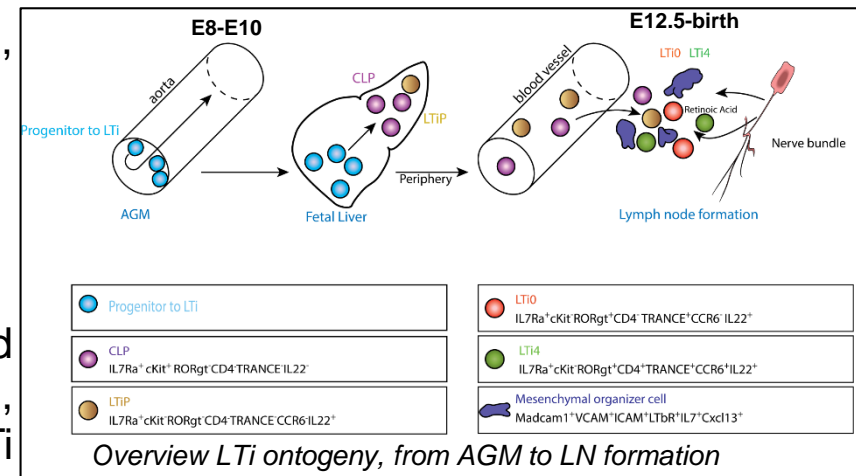 ,
E8-E10
E12.5-birth
aorta
Progenitor to LTi
AGM
CLP
LTiP
Fetal Liver
Periphery
blood vessel
LTi0 LTi4
Retinoic Acid
Nerve bundle
Lymph node formation
Progenitor to LTi
CLP
IL7Ra⁺cKit⁺RORgt⁻CD4⁻TRANCE⁻IL22⁻
LTiP
IL7Ra⁺cKit⁻RORgt⁻CD4⁻TRANCE⁻CCR6⁻IL22⁺
LTi0
IL7Ra⁺cKit⁻RORgt⁺CD4⁻TRANCE⁺CCR6⁻IL22⁺
LTi4
IL7Ra⁺cKit⁻RORgt⁺CD4⁺TRANCE⁺CCR6⁺IL22⁺
Mesenchymal organizer cell
Madcam1⁺VCAM⁺ICAM⁺LTbR⁺IL7⁺Cxcl13⁺
d
,
Ti
Overview LTi ontogeny, from AGM to LN formation